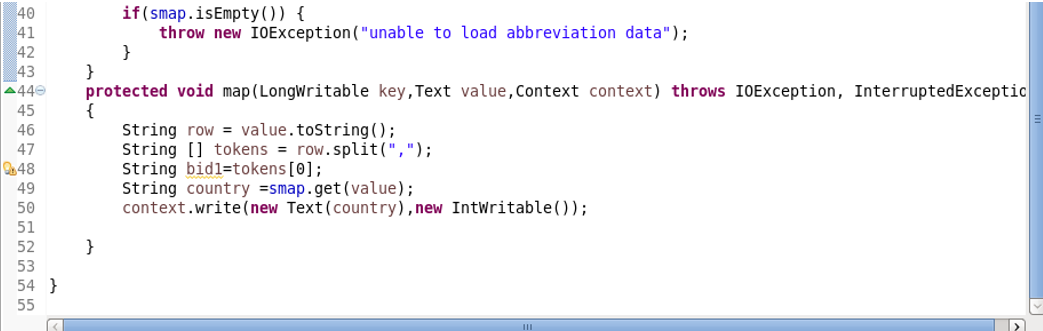 40 if(smap.isEmpty()) {
41 throw new IOException("unable to load abbreviation data");
42 }
43 }
44 protected void map(LongWritable key,Text value,Context context) throws IOException, InterruptedExceptio
45 {
46 String row = value.toString();
47 String [] tokens = row.split(",");
48 String bid1=tokens[0];
49 String country =smap.get(value);
50 context.write(new Text(country),new IntWritable());
51
52 }
53
54 }
55